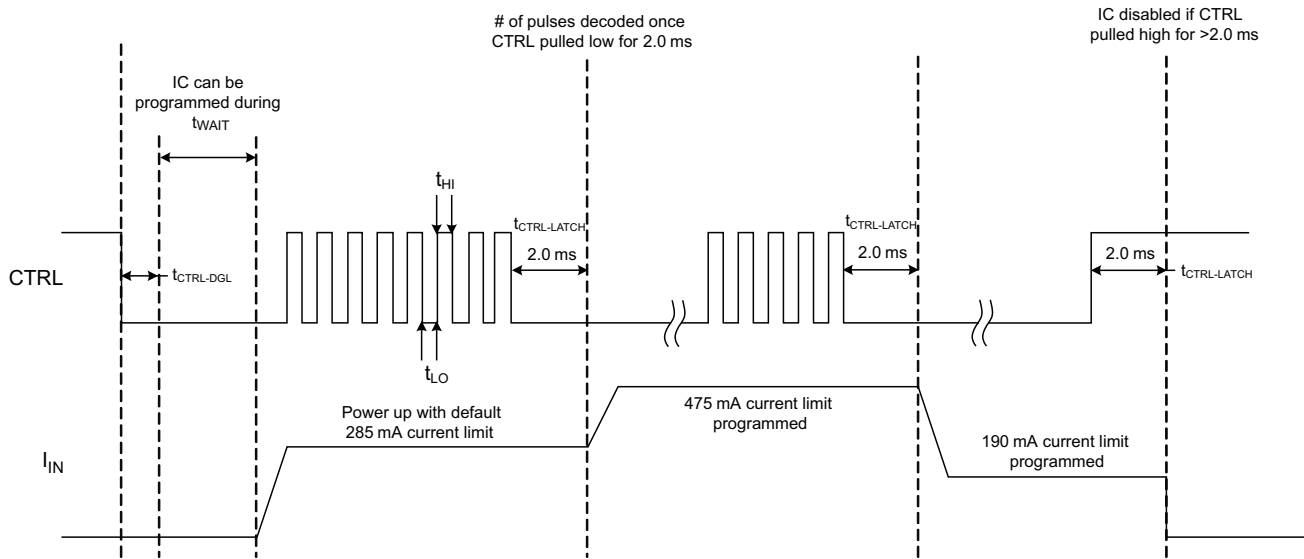 # of pulses decoded once
CTRL pulled low for 2.0 ms
IC disabled if CTRL
pulled high for >2.0 ms
IC can be
programmed during
tWAIT
tHI
tCTRL-LATCH
2.0 ms
tCTRL-LATCH
2.0 ms
2.0 ms
tCTRL-LATCH
CTRL
tCTRL-DGL
tLO
Power up with default
285 mA current limit
475 mA current limit
programmed
190 mA current limit
programmed
IIN